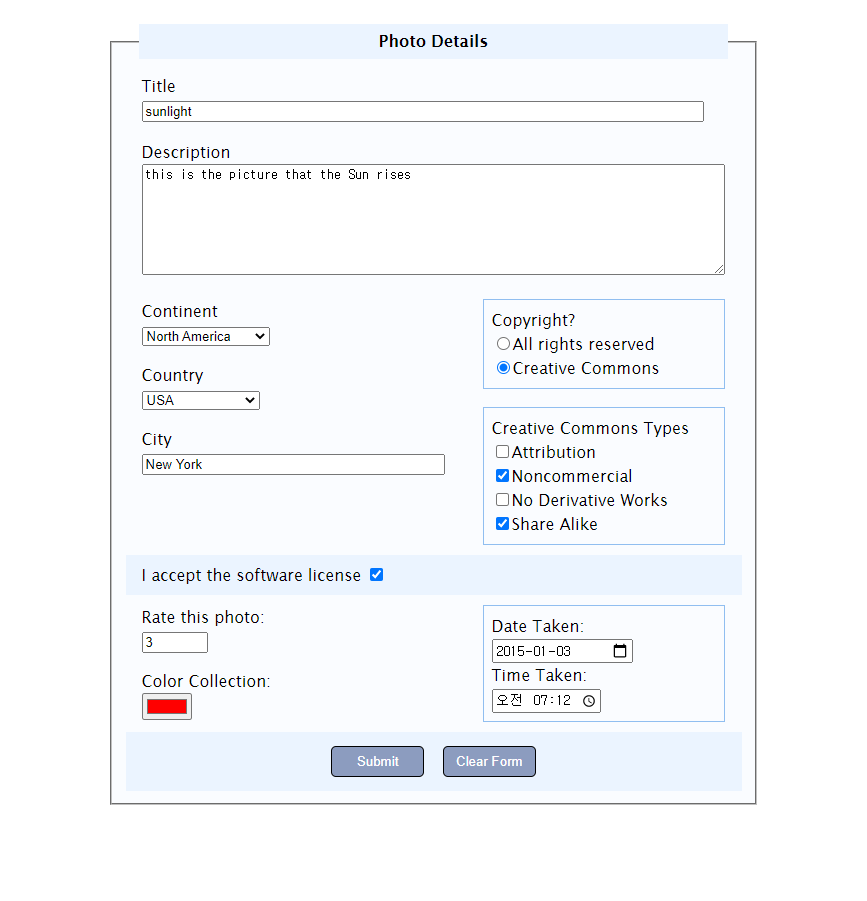 Photo Details
Title
sunlight
Description
this is the picture that the Sun rises
Continent
North America
Country
USA
City
New York
Copyright?
All rights reserved
Creative Commons
Creative Commons Types
Attribution
Noncommercial
No Derivative Works
Share Alike
I accept the software license
Rate this photo:
3
Color Collection:
Date Taken:
2015-01-03
Time Taken:
오전 07:12
Submit
Clear Form